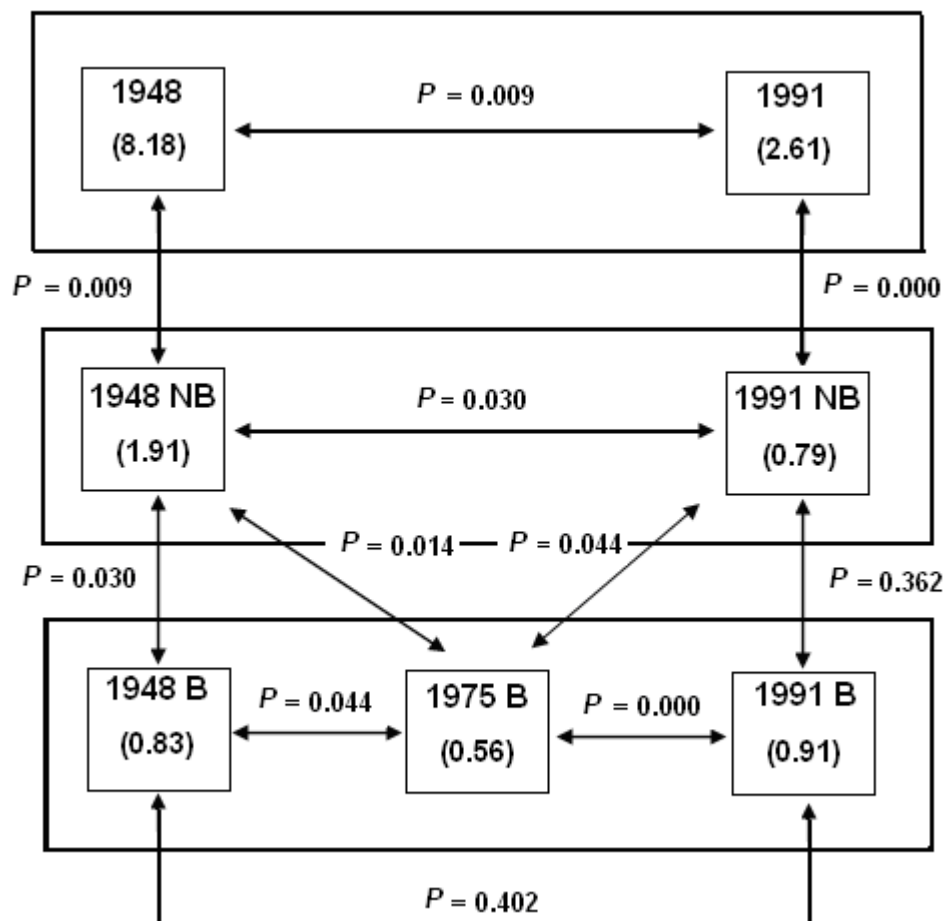 1948
(8.18)
P = 0.009
1991
(2.61)
P = 0.009
P = 0.000
1948 NB
(1.91)
P = 0.030
1991 NB
(0.79)
P = 0.014
P = 0.044
P = 0.030
P = 0.362
1948 B
(0.83)
P = 0.044
1975 B
(0.56)
P = 0.000
1991 B
(0.91)
P = 0.402